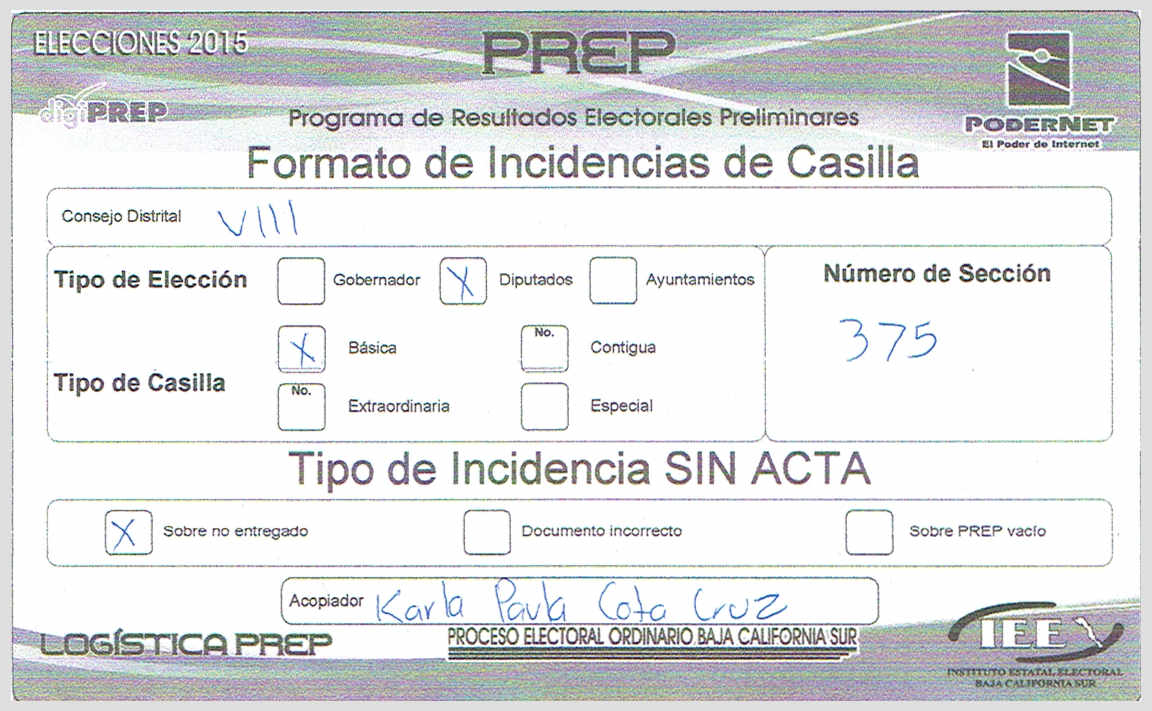 ELECCIONES 2015
PREP
digiPREP
Programa de Resultados Electorales Preliminares
PODERNET
El Poder de Internet
Formato de Incidencias de Casilla
Consejo Distrital VIII
Tipo de Elección Gobernador X Diputados Ayuntamientos
Número de Sección
375
Tipo de Casilla
X Básica No. Contigua
No. Extraordinaria Especial
Tipo de Incidencia SIN ACTA
X Sobre no entregado Documento incorrecto Sobre PREP vacío
Acopiador Karla Paula Cota Cruz
LOGÍSTICA PREP
PROCESO ELECTORAL ORDINARIO BAJA CALIFORNIA SUR
IEE
INSTITUTO ESTATAL ELECTORAL
BAJA CALIFORNIA SUR